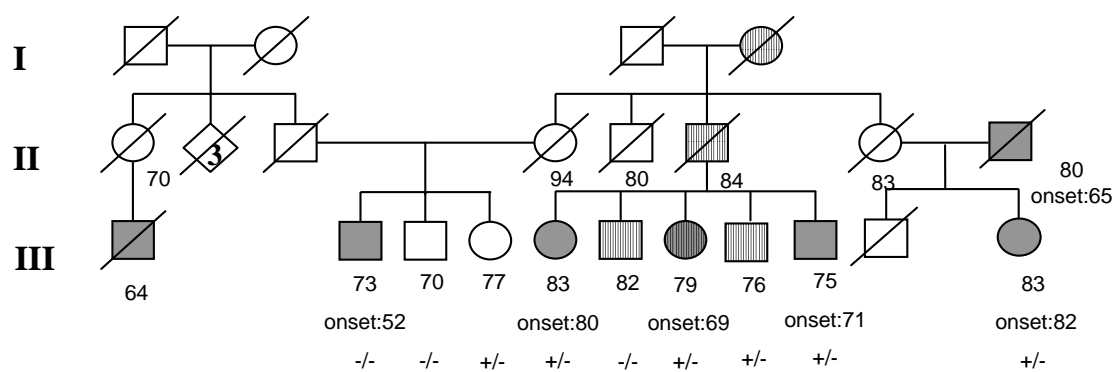 I
II
3
70
94
80
84
83
80
onset:65
III
64
73
70
77
83
82
79
76
75
83
onset:52
onset:80
onset:69
onset:71
onset:82
-/-
-/-
+/-
+/-
-/-
+/-
+/-
+/-
+/-